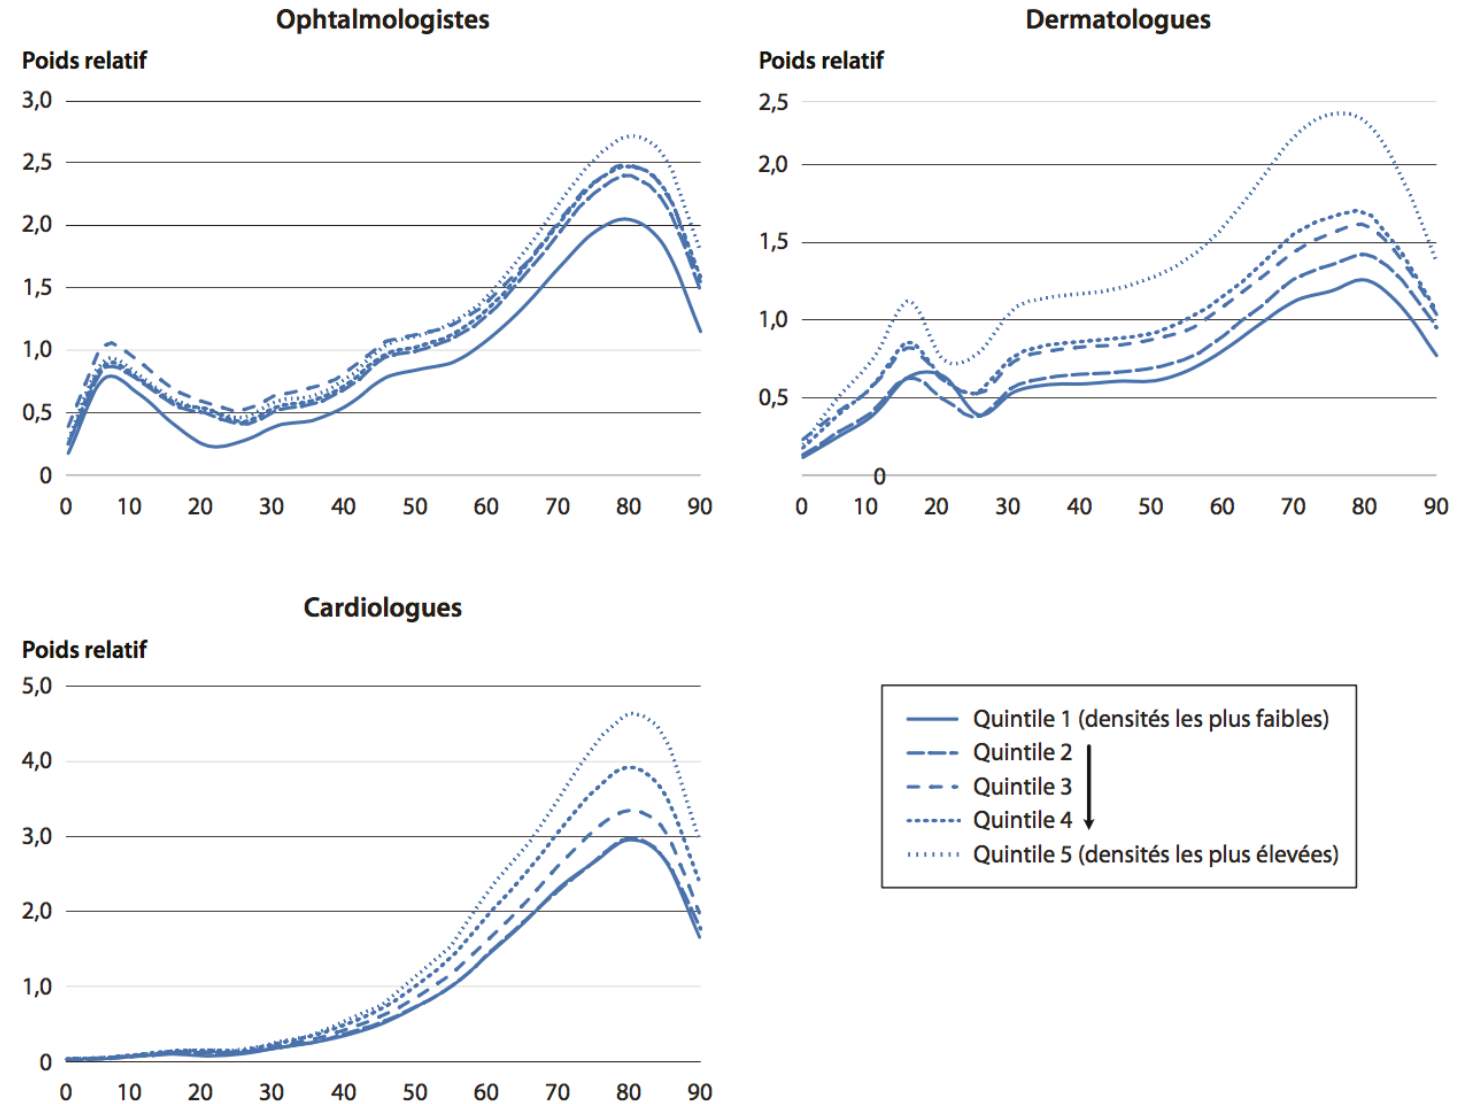 Ophtalmologistes
Poids relatif
3,0
2,5
2,0
1,5
1,0
0,5
0
0 10 20 30 40 50 60 70 80 90
Dermatologues
Poids relatif
2,5
2,0
1,5
1,0
0,5
0
0 10 20 30 40 50 60 70 80 90
Cardiologues
Poids relatif
5,0
4,0
3,0
2,0
1,0
0
0 10 20 30 40 50 60 70 80 90
Quintile 1 (densités les plus faibles)
Quintile 2
Quintile 3
Quintile 4
Quintile 5 (densités les plus élevées)